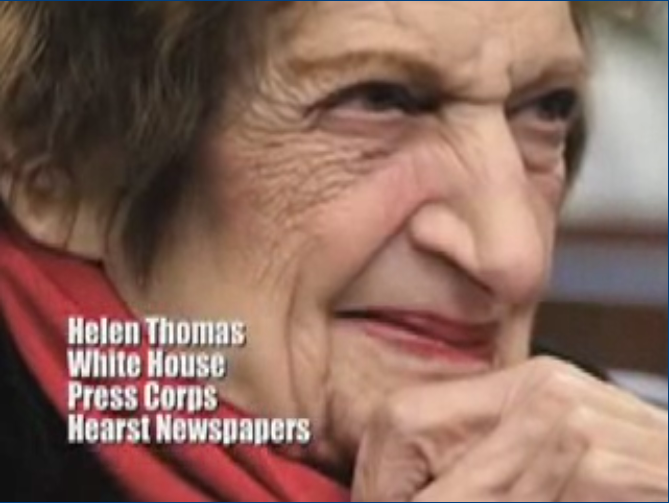 Helen Thomas
White House
Press Corps
Hearst Newspapers